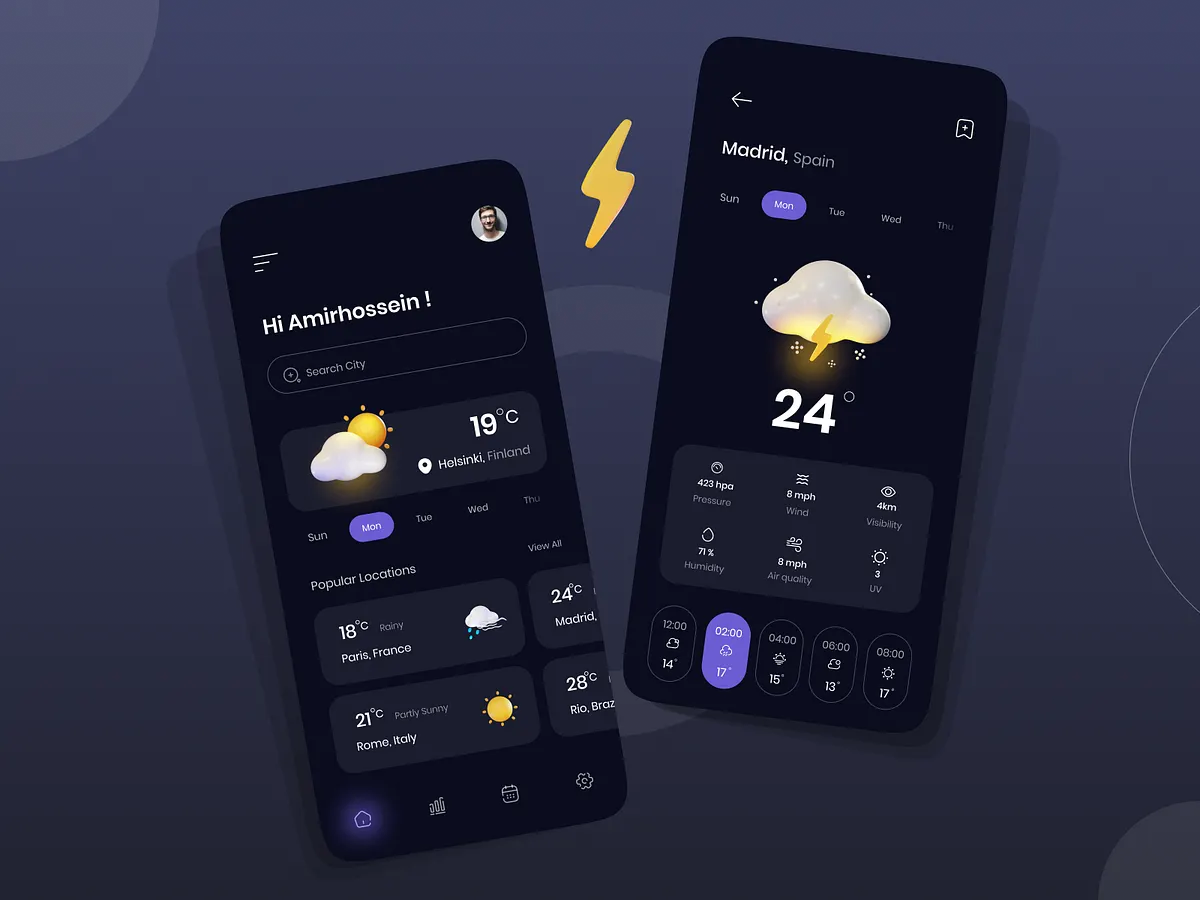 Hi Amirhossein !
Search City
19°C
Helsinki, Finland
Sun Mon Tue Wed Thu
Popular Locations View All
18°C Rainy
Paris, France
24°C
Madrid,
21°C Partly Sunny
Rome, Italy
28°C
Rio, Braz
Madrid, Spain
Sun Mon Tue Wed Thu
24°
423 hpa
Pressure
8 mph
Wind
4km
Visibility
71 %
Humidity
8 mph
Air quality
3
UV
12:00
14°
02:00
17°
04:00
15°
06:00
13°
08:00
17°